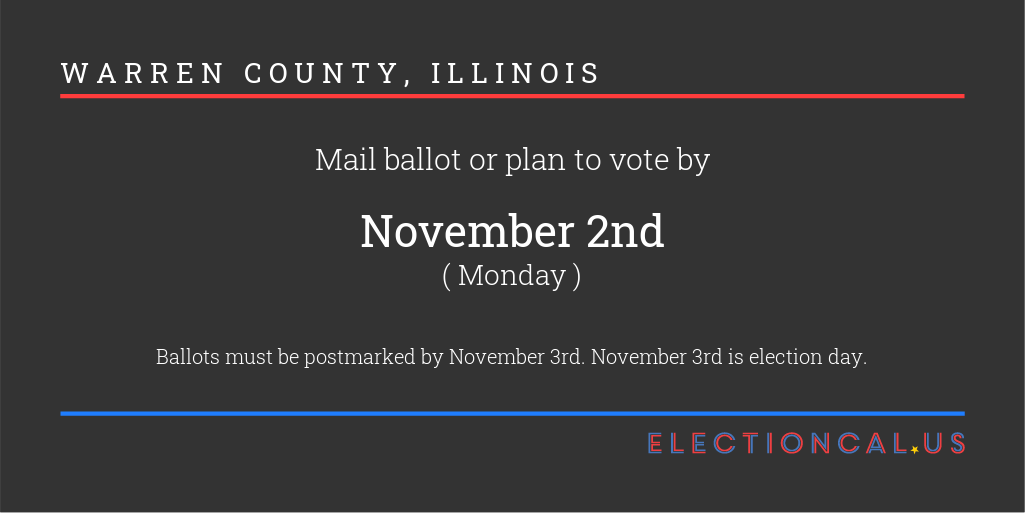 WARREN COUNTY, ILLINOIS
Mail ballot or plan to vote by
November 2nd
( Monday )
Ballots must be postmarked by November 3rd. November 3rd is election day.
ELECTIONCAL.US